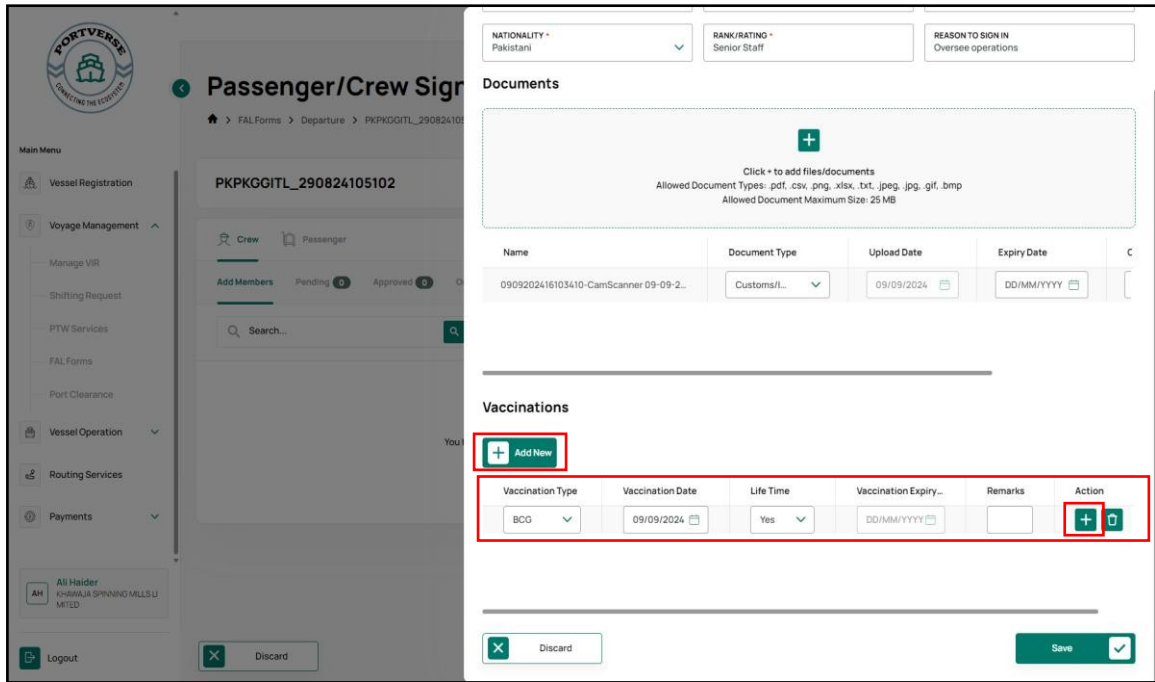 PORTVERSE
CONNECTING THE ECOSYSTEM
Main Menu
Vessel Registration
Voyage Management
Manage VIR
Shifting Request
PTW Services
FAL Forms
Port Clearance
Vessel Operation
Routing Services
Payments
AH
Ali Haider
KHAWAJA SPINNING MILLS LI
MITED
Logout
Passenger/Crew Sign
> FAL Forms > Departure > PKPKGGITL_29082410
PKPKGGITL_290824105102
Crew Passenger
Add Members Pending 0 Approved 0
Search...
You
Discard
NATIONALITY *
Pakistani
RANK/RATING *
Senior Staff
REASON TO SIGN IN
Oversee operations
Documents
Click + to add files/documents
Allowed Document Types: .pdf, .csv, .png, .xlsx, .txt, .jpeg, .jpg, .gif, .bmp
Allowed Document Maximum Size: 25 MB
Name Document Type Upload Date Expiry Date
0909202416103410-CamScanner 09-09-2... Customs/I... 09/09/2024 DD/MM/YYYY
Vaccinations
+ Add New
Vaccination Type Vaccination Date Life Time Vaccination Expiry... Remarks Action
BCG 09/09/2024 Yes DD/MM/YYYY
Discard
Save